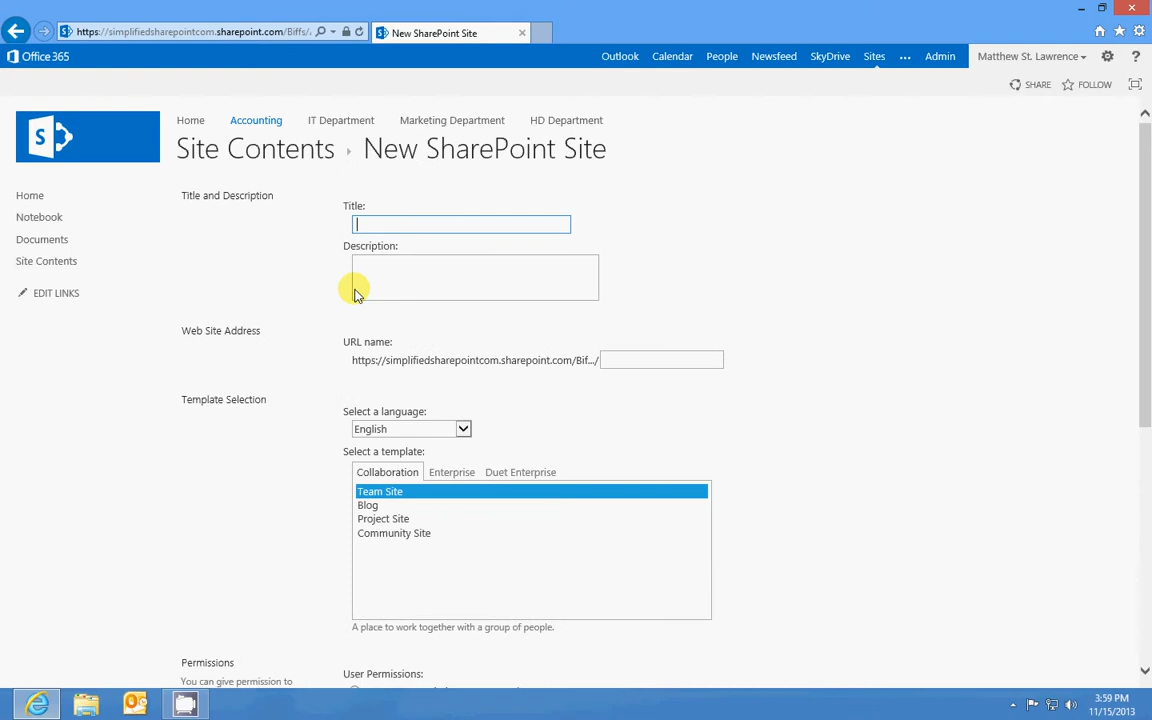 https://simplifiedsharepointcom.sharepoint.com/Biffs/
New SharePoint Site
Office 365
Outlook Calendar People Newsfeed SkyDrive Sites ... Admin Matthew St. Lawrence ?
SHARE FOLLOW
Home Accounting IT Department Marketing Department HD Department
Site Contents New SharePoint Site
Home
Notebook
Documents
Site Contents
EDIT LINKS
Title and Description
Title:
Description:
Web Site Address
URL name:
https://simplifiedsharepointcom.sharepoint.com/Bif.../
Template Selection
Select a language:
English
Select a template:
Collaboration Enterprise Duet Enterprise
Team Site
Blog
Project Site
Community Site
A place to work together with a group of people.
Permissions
You can give permission to
User Permissions:
3:59 PM
11/15/2013